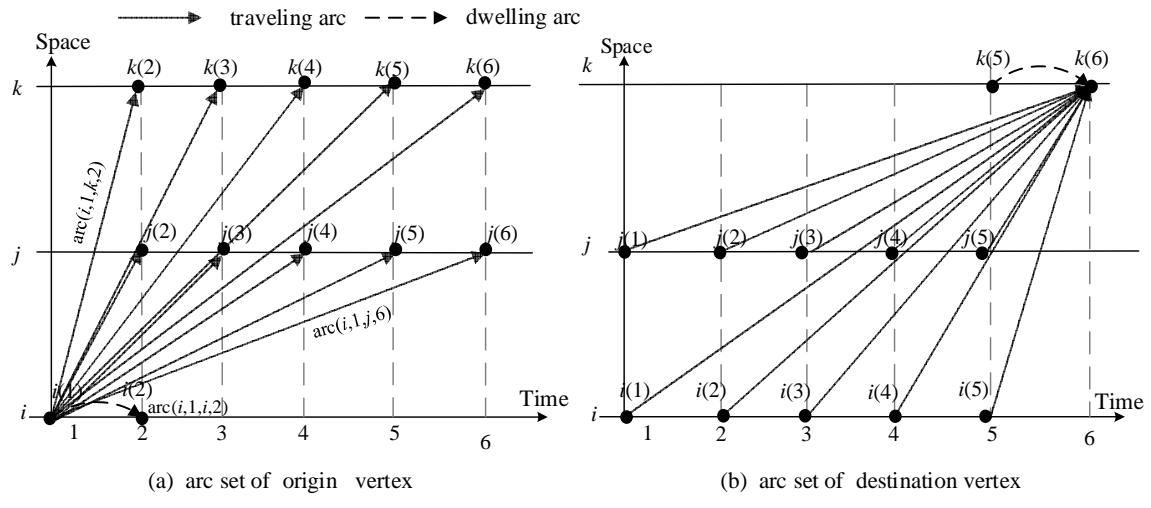 traveling arc dwelling arc
Space
k(2) k(3) k(4) k(5) k(6)
k
arc(i,1,k,2)
j(2) j(3) j(4) j(5) j(6)
j
arc(i,1,j,6)
i(1) i(2)
arc(i,1,i,2)
Time
i
1 2 3 4 5 6
(a) arc set of origin vertex
Space
k(5) k(6)
k
j(1) j(2) j(3) j(4) j(5)
j
i(1) i(2) i(3) i(4) i(5)
Time
i
1 2 3 4 5 6
(b) arc set of destination vertex